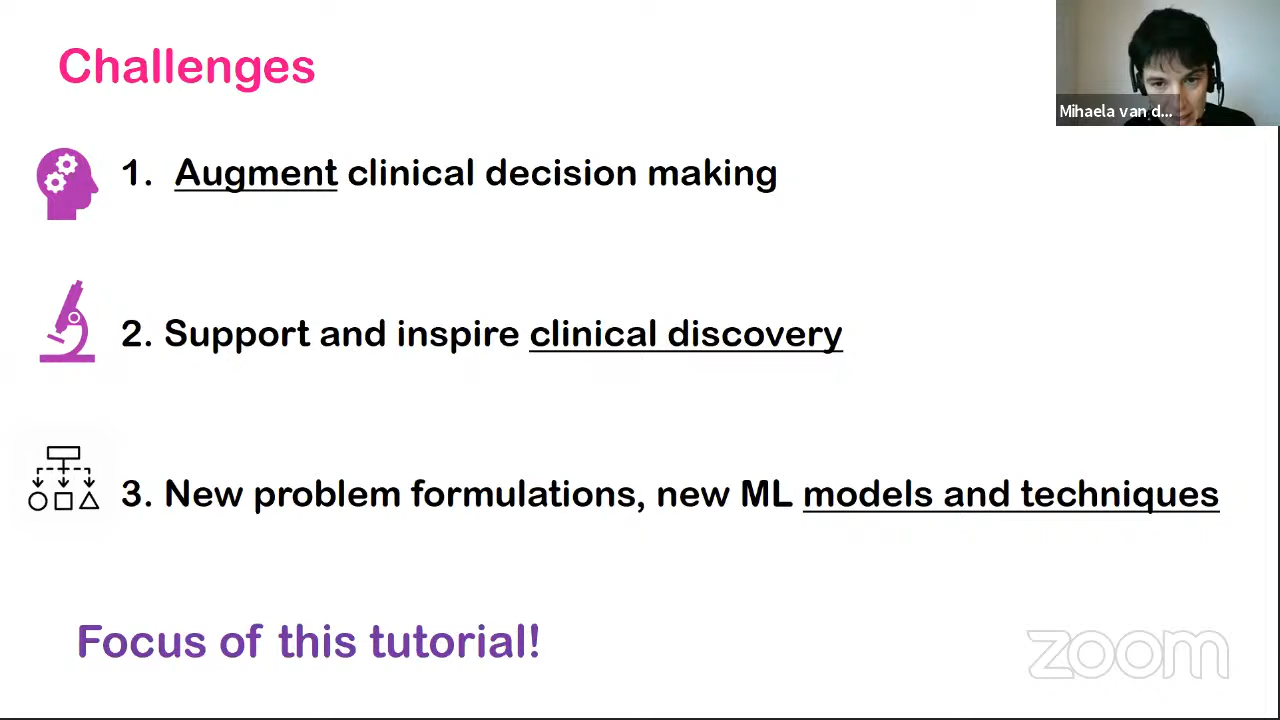 Challenges
Mihaela van d...
1. Augment clinical decision making
2. Support and inspire clinical discovery
3. New problem formulations, new ML models and techniques
Focus of this tutorial!
zoom